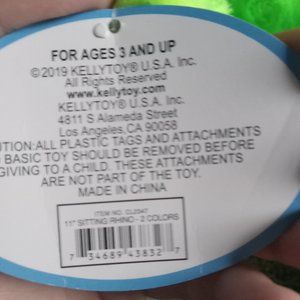 FOR AGES 3 AND UP
©2019 KELLYTOY® U.S.A. Inc.
All Rights Reserved
www.kellytoy.com
KELLYTOY® U.S.A., Inc.
4811 S Alameda Street
Los Angeles, CA 90058
UTION: ALL PLASTIC TAGS AND ATTACHMENTS
O BASIC TOY SHOULD BE REMOVED BEFORE
GIVING TO A CHILD. THESE ATTACHMENTS
ARE NOT PART OF THE TOY.
MADE IN CHINA
ITEM NO.
11" SITTING RHINO - 2 COLORS
7 34689 43832 7